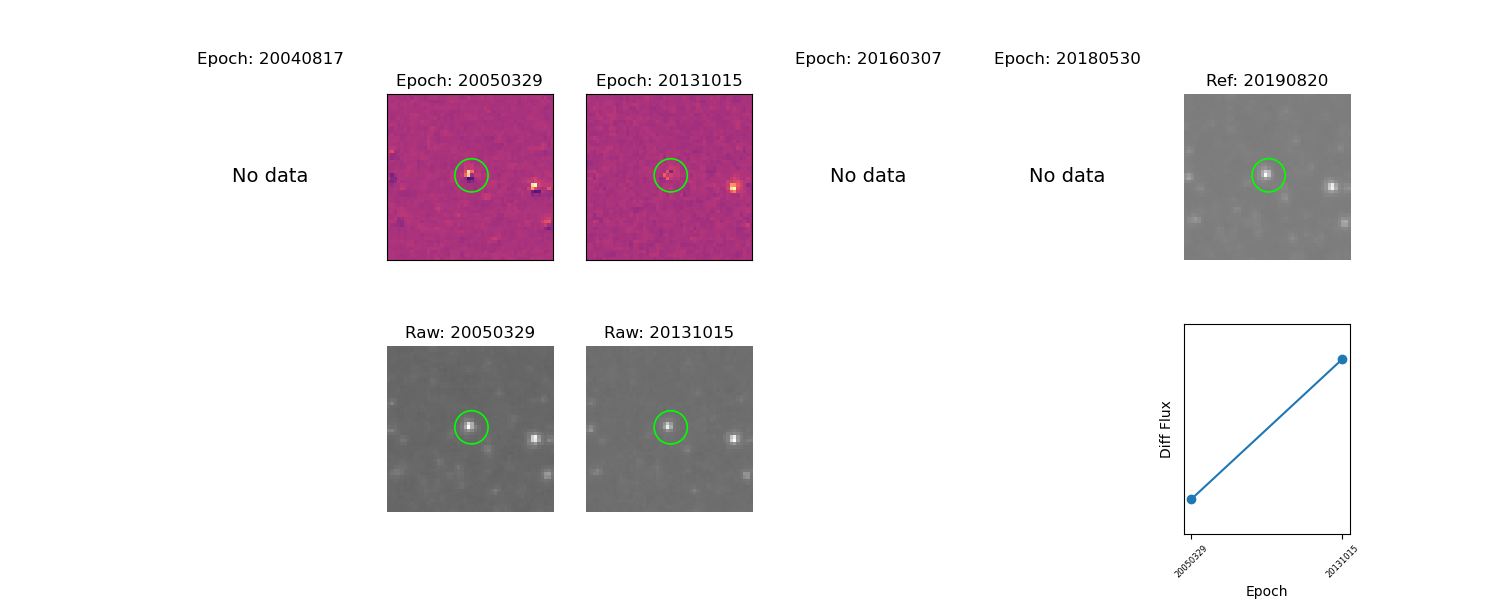 Epoch: 20040817
Epoch: 20050329
Epoch: 20131015
Epoch: 20160307
Epoch: 20180530
Ref: 20190820
No data
No data
No data
Raw: 20050329
Raw: 20131015
Diff Flux
20050329
20131015
Epoch